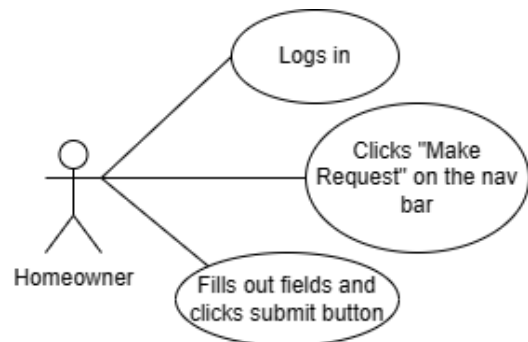 Logs in
Clicks "Make
Request" on the nav
bar
Homeowner
Fills out fields and
clicks submit button